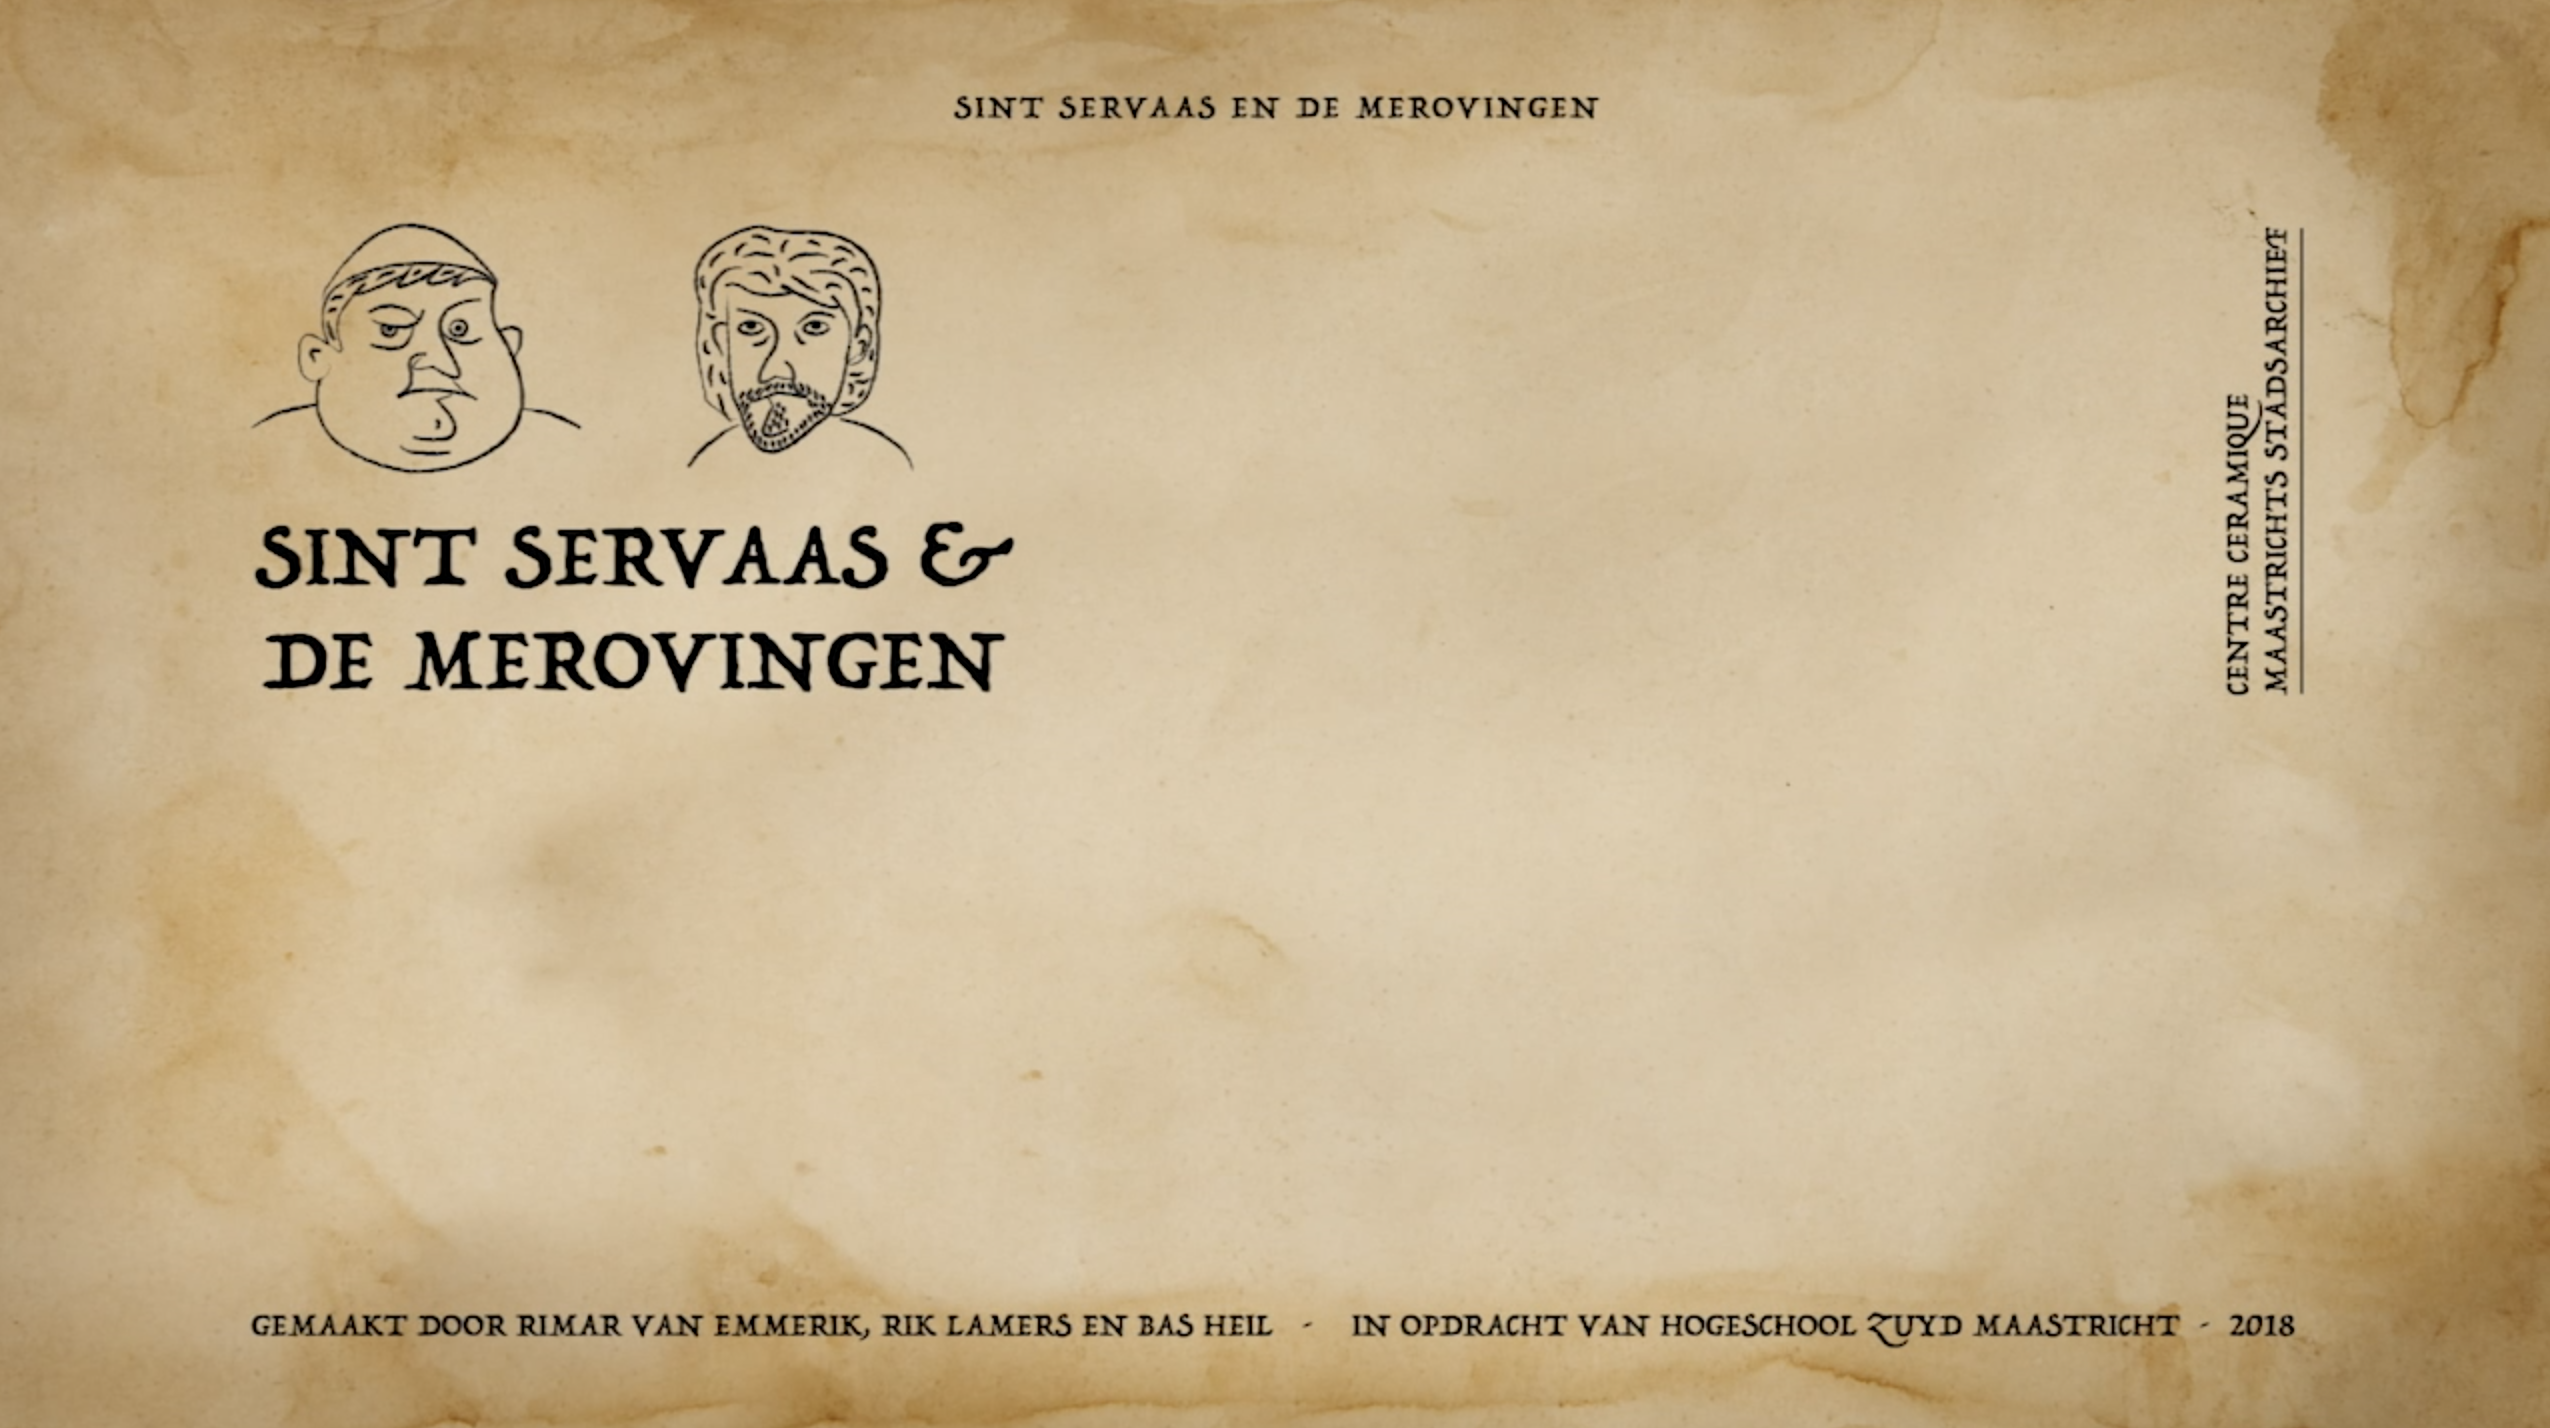 SINT SERVAAS EN DE MEROVINGEN
SINT SERVAAS &
DE MEROVINGEN
CENTRE CERAMIQUE
MAASTRICHTS STADSARCHIEF
GEMAAKT DOOR RIMAR VAN EMMERIK, RIK LAMERS EN BAS HEIL - IN OPDRACHT VAN HOGESCHOOL ZUYD MAASTRICHT - 2018